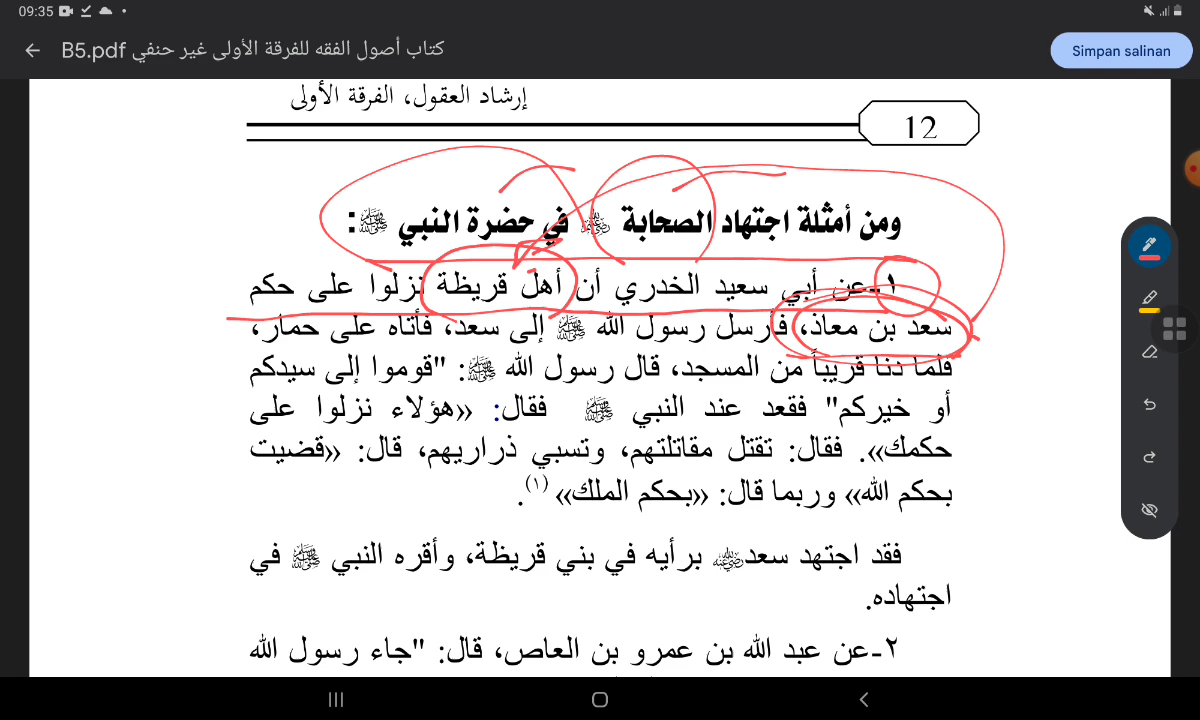 09:35
كتاب أصول الفقه للفرقة الأولى غير حنفي B5.pdf
Simpan salinan
إرشاد العقول، الفرقة الأولى
12
ومن أمثلة اجتهاد الصحابة ﵃ في حضرة النبي ﷺ:
١-عن أبي سعيد الخدري أن أهل قريظة نزلوا على حكم
سعد بن معاذ، فأرسل رسول الله ﷺ إلى سعد، فأتاه على حمار،
فلما دنا قريباً من المسجد، قال رسول الله ﷺ: "قوموا إلى سيدكم
أو خيركم" فقعد عند النبي ﷺ فقال: «هؤلاء نزلوا على
حكمك». فقال: تقتل مقاتلتهم، وتسبي ذراريهم، قال: «قضيت
بحكم الله» وربما قال: «بحكم الملك» (١).
فقد اجتهد سعد﵁ برأيه في بني قريظة، وأقره النبي ﷺ في
اجتهاده.
٢-عن عبد الله بن عمرو بن العاص، قال: "جاء رسول الله